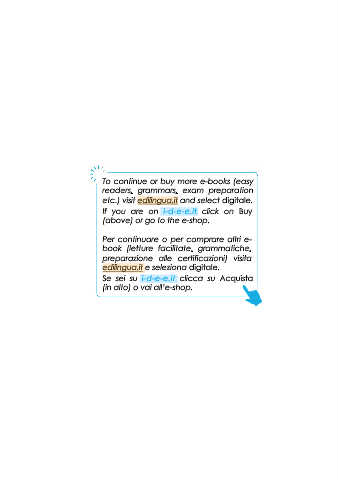 To continue or buy more e-books (easy
readers, grammars, exam preparation
etc.) visit edilingua.it and select digitale.
If you are on i-d-e-e.it click on Buy
(above) or go to the e-shop.
Per continuare o per comprare altri e-
book (letture facilitate, grammatiche,
preparazione alle certificazioni) visita
edilingua.it e seleziona digitale.
Se sei su i-d-e-e.it clicca su Acquista
(in alto) o vai all'e-shop.